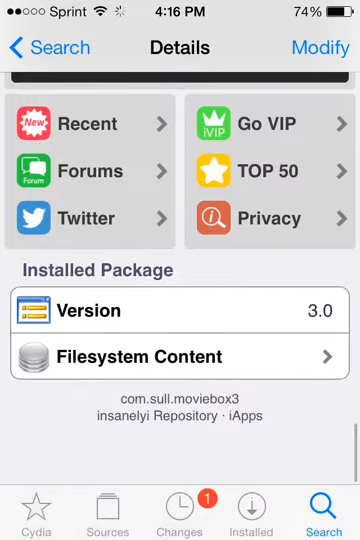 Sprint 4:16 PM 74%
Search Details Modify
New Recent iVIP Go VIP
Forum Forums TOP 50
Twitter Privacy
Installed Package
Version 3.0
Filesystem Content
com.sull.moviebox3
insanelyi Repository · iApps
1
Cydia Sources Changes Installed Search